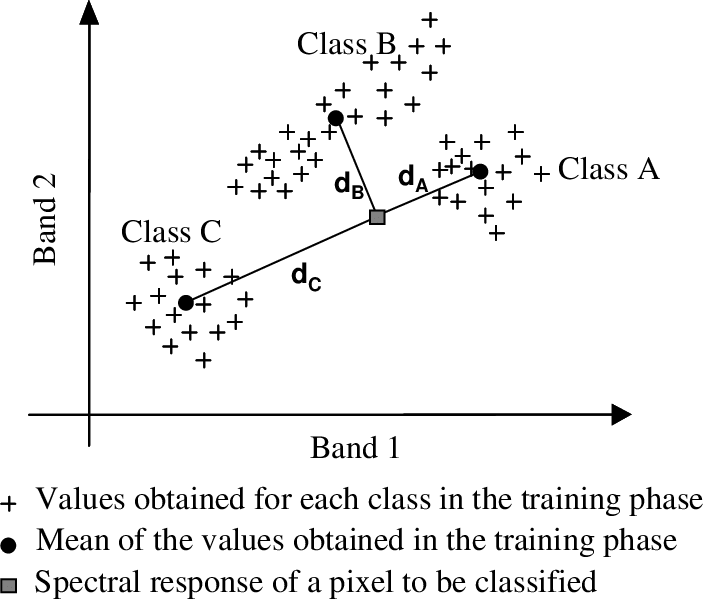 Class B
Class A
Band 2
d_B
d_A
Class C
d_C
Band 1
Values obtained for each class in the training phase
Mean of the values obtained in the training phase
Spectral response of a pixel to be classified